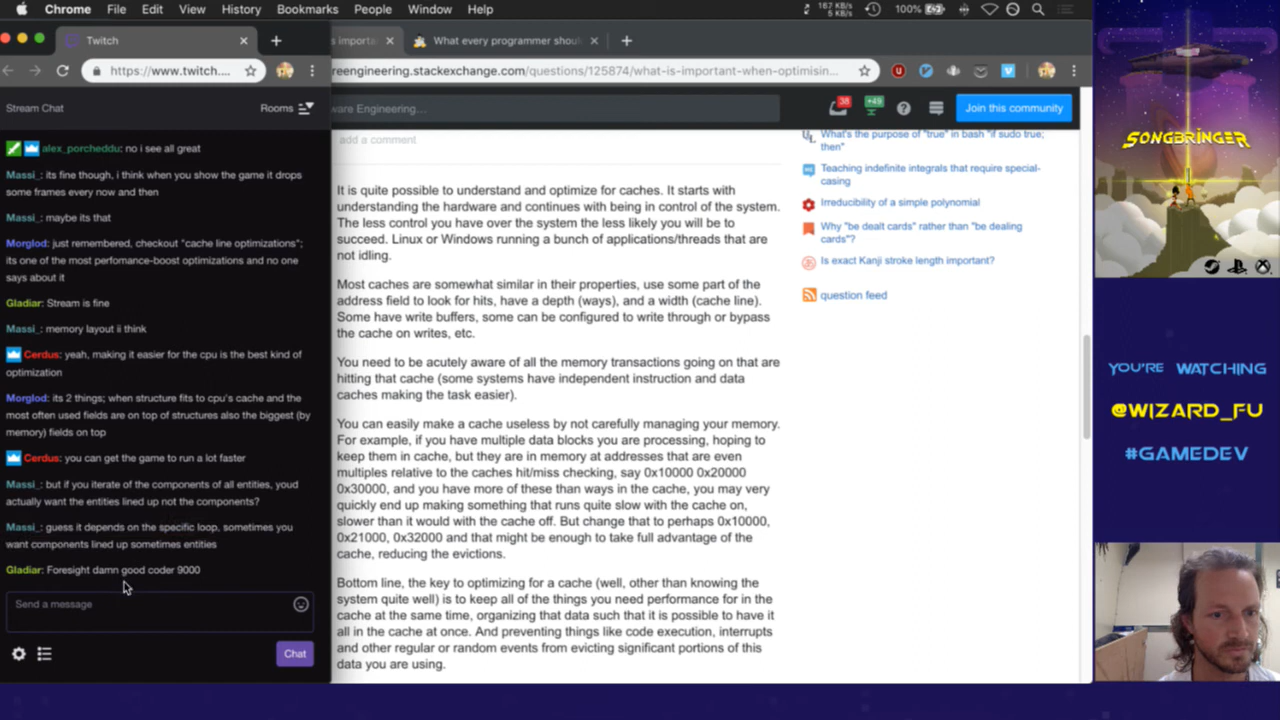 Chrome File Edit View History Bookmarks People Window Help
187 KB/s
5 KB/s
100%
Twitch
s importa
What every programmer shou
https://www.twitch....
reengineering.stackexchange.com/questions/125874/what-is-important-when-optimisin...
Stream Chat
Rooms
ware Engineering...
38
+49
Join this community
alex_porcheddu: no i see all great
Massi_: its fine though, i think when you show the game it drops
some frames every now and then
Massi_: maybe its that
Morglod: just remembered, checkout "cache line optimizations";
its one of the most perfomance-boost optimizations and no one
says about it
Gladiar: Stream is fine
Massi_: memory layout ii think
Cerdus: yeah, making it easier for the cpu is the best kind of
optimization
Morglod: its 2 things; when structure fits to cpu's cache and the
most often used fields are on top of structures also the biggest (by
memory) fields on top
Cerdus: you can get the game to run a lot faster
Massi_: but if you iterate of the components of all entities, youd
actually want the entities lined up not the components?
Massi_: guess it depends on the specific loop, sometimes you
want components lined up sometimes entities
Gladiar: Foresight damn good coder 9000
Send a message
Chat
add a comment
It is quite possible to understand and optimize for caches. It starts with
understanding the hardware and continues with being in control of the system.
The less control you have over the system the less likely you will be to
succeed. Linux or Windows running a bunch of applications/threads that are
not idling.
Most caches are somewhat similar in their properties, use some part of the
address field to look for hits, have a depth (ways), and a width (cache line).
Some have write buffers, some can be configured to write through or bypass
the cache on writes, etc.
You need to be acutely aware of all the memory transactions going on that are
hitting that cache (some systems have independent instruction and data
caches making the task easier).
You can easily make a cache useless by not carefully managing your memory.
For example, if you have multiple data blocks you are processing, hoping to
keep them in cache, but they are in memory at addresses that are even
multiples relative to the caches hit/miss checking, say 0x10000 0x20000
0x30000, and you have more of these than ways in the cache, you may very
quickly end up making something that runs quite slow with the cache on,
slower than it would with the cache off. But change that to perhaps 0x10000,
0x21000, 0x32000 and that might be enough to take full advantage of the
cache, reducing the evictions.
Bottom line, the key to optimizing for a cache (well, other than knowing the
system quite well) is to keep all of the things you need performance for in the
cache at the same time, organizing that data such that it is possible to have it
all in the cache at once. And preventing things like code execution, interrupts
and other regular or random events from evicting significant portions of this
data you are using.
What's the purpose of "true" in bash "if sudo true;
then"
Teaching indefinite integrals that require special-
casing
Irreducibility of a simple polynomial
Why "be dealt cards" rather than "be dealing
cards"?
Is exact Kanji stroke length important?
question feed
SONGBRINGER
YOU'RE WATCHING
@WIZARD_FU
#GAMEDEV